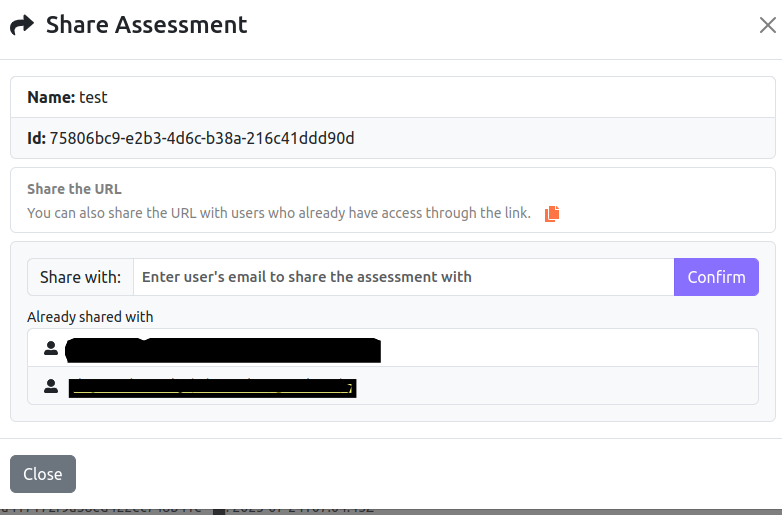 Share Assessment
Name: test
Id: 75806bc9-e2b3-4d6c-b38a-216c41ddd90d
Share the URL
You can also share the URL with users who already have access through the link.
Share with: Enter user's email to share the assessment with Confirm
Already shared with
Close